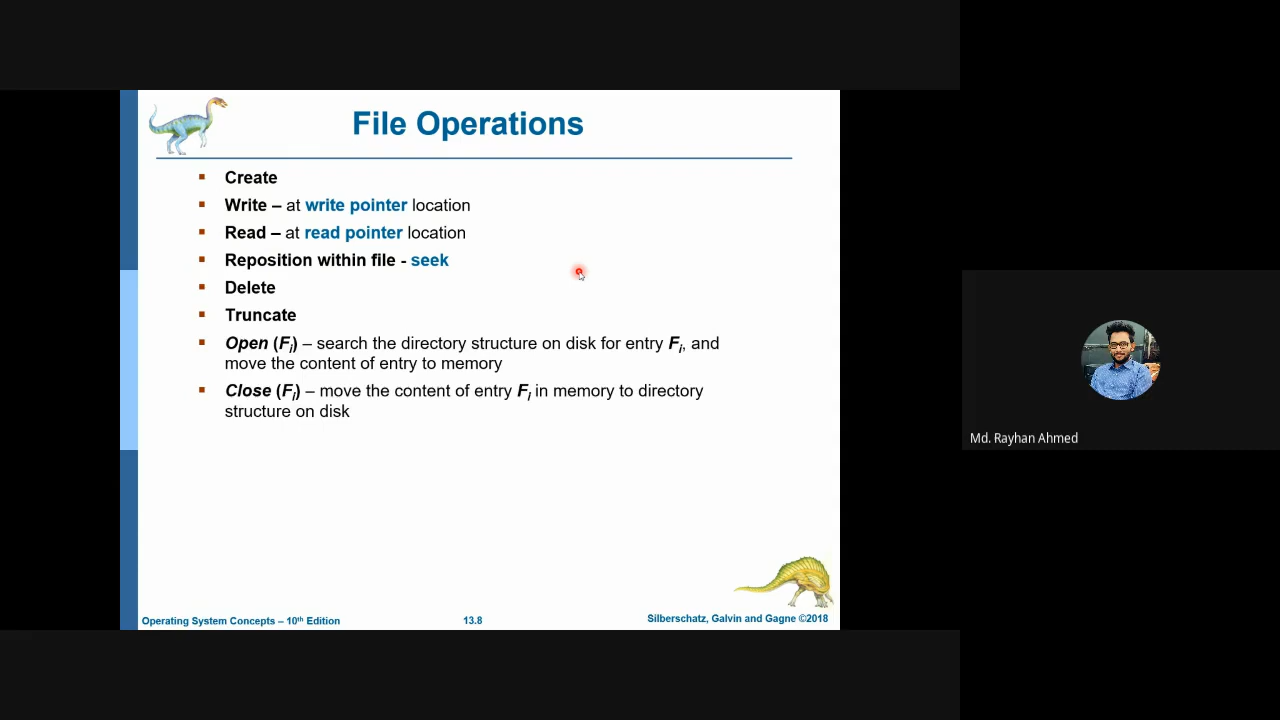 File Operations
▪ Create
▪ Write – at write pointer location
▪ Read – at read pointer location
▪ Reposition within file - seek
▪ Delete
▪ Truncate
▪ Open (Fi) – search the directory structure on disk for entry Fi, and
move the content of entry to memory
▪ Close (Fi) – move the content of entry Fi in memory to directory
structure on disk
Operating System Concepts – 10th Edition
13.8
Silberschatz, Galvin and Gagne ©2018
Md. Rayhan Ahmed